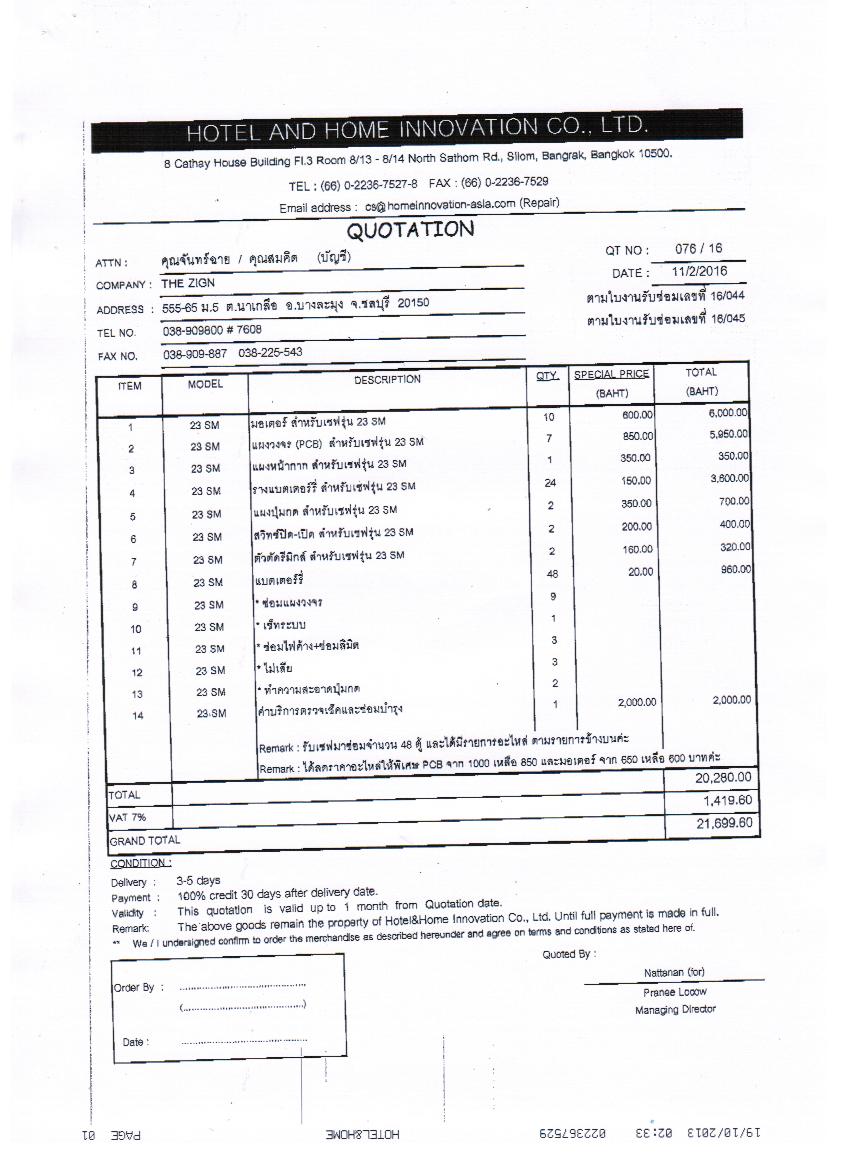 HOTEL AND HOME INNOVATION CO., LTD.
8 Cathay House Building Fl.3 Room 8/13 - 8/14 North Sathorn Rd., Silom, Bangrak, Bangkok 10500.
TEL : (66) 0-2236-7527-8 FAX : (66) 0-2236-7529
Email address : cs@homeinnovation-asia.com (Repair)
QUOTATION
ATTN : คุณจันทร์ฉาย / คุณสมคิด (บัญชี) QT NO : 076 / 16
COMPANY : THE ZIGN DATE : 11/2/2016
ADDRESS : 555-65 ม.5 ต.นาเกลือ อ.บางละมุง จ.ชลบุรี 20150 ตามใบงานรับซ่อมเลขที่ 16/044
TEL NO. 038-909800 # 7608 ตามใบงานรับซ่อมเลขที่ 16/045
FAX NO. 038-909-887 038-225-543
ITEM MODEL DESCRIPTION QTY. SPECIAL PRICE (BAHT) TOTAL (BAHT)
1 23 SM มอเตอร์ สำหรับเซฟรุ่น 23 SM 10 600.00 6,000.00
2 23 SM แผงวงจร (PCB) สำหรับเซฟรุ่น 23 SM 7 850.00 5,950.00
3 23 SM แผงหน้ากาก สำหรับเซฟรุ่น 23 SM 1 350.00 350.00
4 23 SM รางแบตเตอร์รี่ สำหรับเซฟรุ่น 23 SM 24 150.00 3,600.00
5 23 SM แผงปุ่มกด สำหรับเซฟรุ่น 23 SM 2 350.00 700.00
6 23 SM สวิทช์ปิด-เปิด สำหรับเซฟรุ่น 23 SM 2 200.00 400.00
7 23 SM ตัวตัดรีมิกส์ สำหรับเซฟรุ่น 23 SM 2 160.00 320.00
8 23 SM แบตเตอร์รี่ 48 20.00 960.00
9 23 SM * ซ่อมแผงวงจร 9
10 23 SM * เซ็ทระบบ 1
11 23 SM * ซ่อมไฟค้าง+ซ่อมลิมิต 3
12 23 SM * ไม่เสีย 3
13 23 SM * ทำความสะอาดปุ่มกด 2
14 23 SM ค่าบริการตรวจเช็คและซ่อมบำรุง 1 2,000.00 2,000.00
Remark : รับเซฟมาซ่อมจำนวน 48 ตู้ และได้มีรายการอะไหล่ ตามรายการข้างบนค่ะ
Remark : ได้ลดราคาอะไหล่ให้พิเศษ PCB จาก 1000 เหลือ 850 และมอเตอร์ จาก 650 เหลือ 600 บาทค่ะ
TOTAL 20,280.00
VAT 7% 1,419.60
GRAND TOTAL 21,699.60
CONDITION :
Delivery : 3-5 days
Payment : 100% credit 30 days after delivery date.
Validity : This quotation is valid up to 1 month from Quotation date.
Remark: The above goods remain the property of Hotel&Home Innovation Co., Ltd. Until full payment is made in full.
** We / I undersigned confirm to order the merchandise as described hereunder and agree on terms and conditions as stated here of.
Quoted By :
Order By : ........................................
(........................................)
Date : ........................................
Nattanan (for)
Pranee Locow
Managing Director
19/10/2013 02:33 022367529 HOTEL&HOME PAGE 01